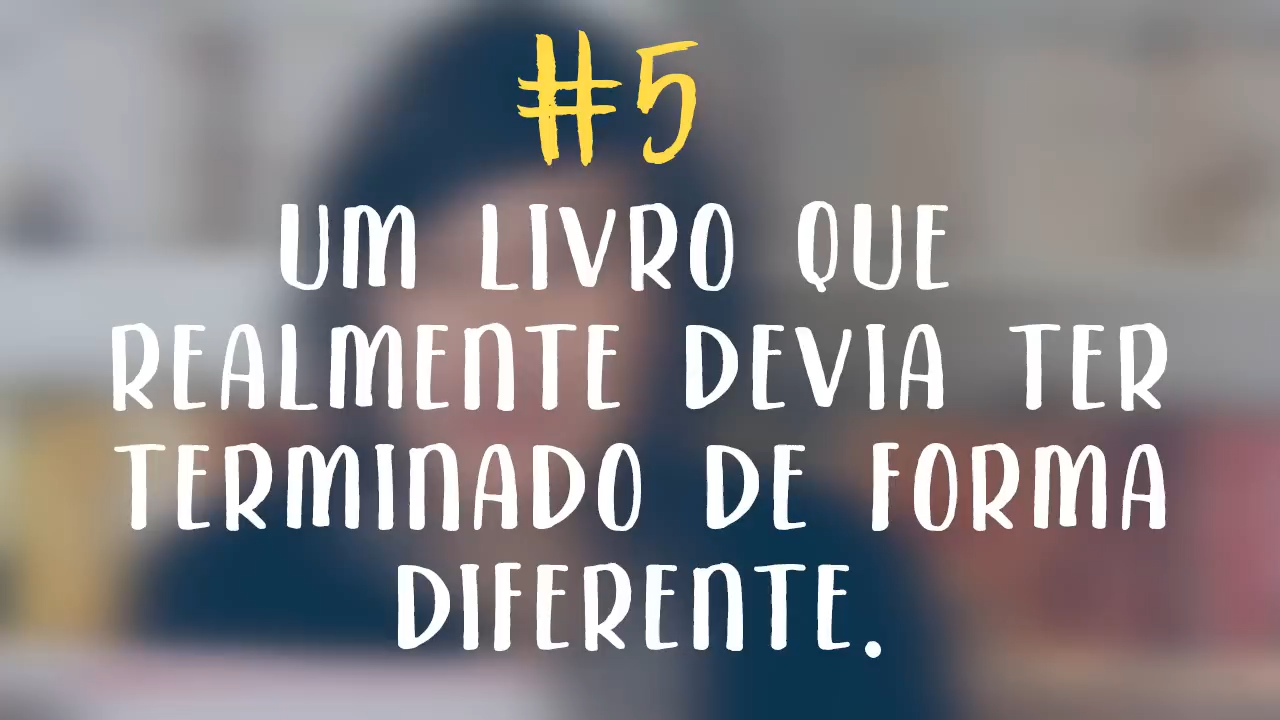 #5
UM LIVRO QUE
REALMENTE DEVIA TER
TERMINADO DE FORMA
DIFERENTE.